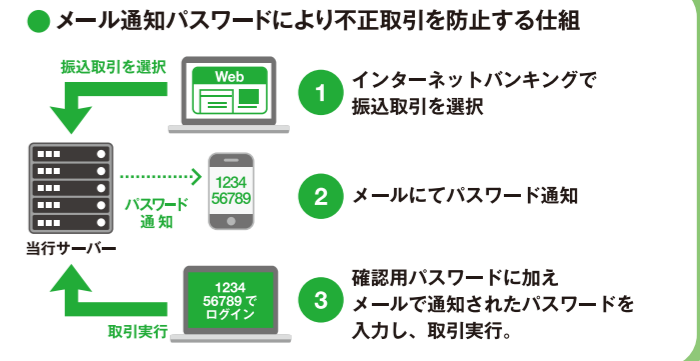 ● メール通知パスワードにより不正取引を防止する仕組
振込取引を選択
Web
1 インターネットバンキングで
振込取引を選択
1234
56789
パスワード
通知
2 メールにてパスワード通知
当行サーバー
1234
56789 で
ログイン
取引実行
3 確認用パスワードに加え
メールで通知されたパスワードを
入力し、取引実行。